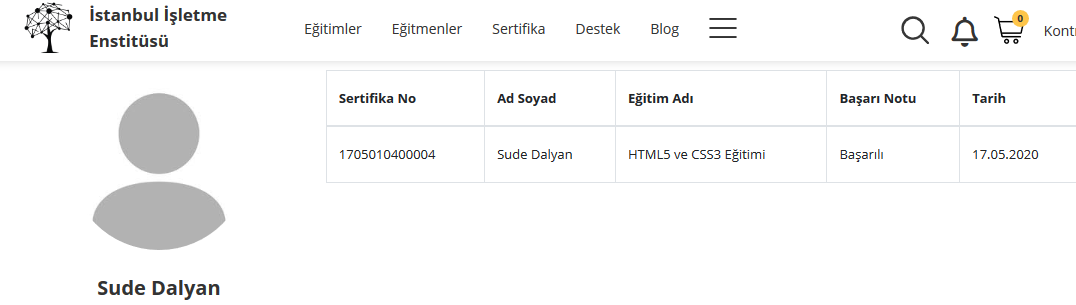 İstanbul İşletme
Enstitüsü
Eğitimler Eğitmenler Sertifika Destek Blog 0
Sertifika No Ad Soyad Eğitim Adı Başarı Notu Tarih
1705010400004 Sude Dalyan HTML5 ve CSS3 Eğitimi Başarılı 17.05.2020
Sude Dalyan